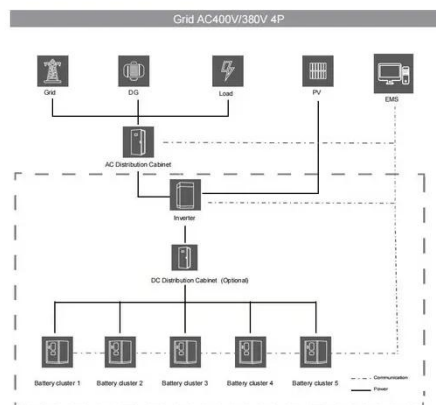 Grid AC400V/380V 4P
Grid
DG
Load
PV
EMS
AC Distribution Cabinet
Inverter
DC Distribution Cabinet (Optional)
Battery cluster 1
Battery cluster 2
Battery cluster 3
Battery cluster 4
Battery cluster 5
Communication
Power